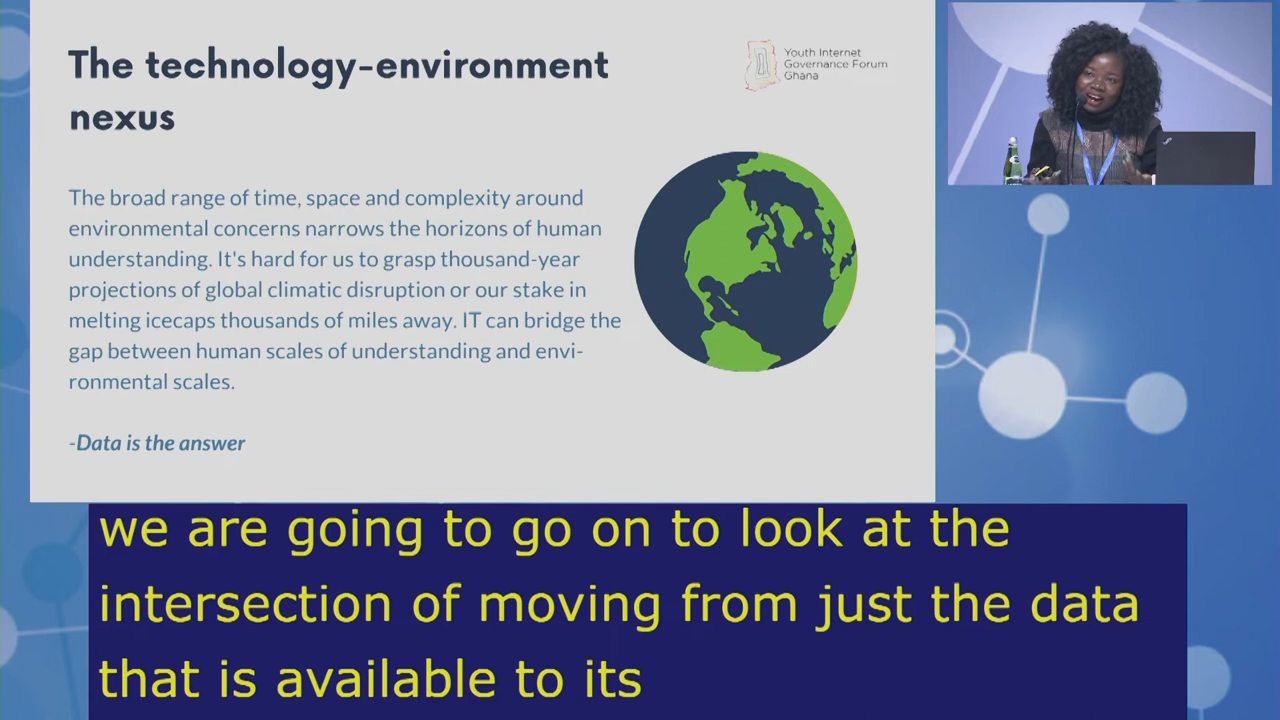 The technology-environment
nexus
Youth Internet
Governance Forum
Ghana
The broad range of time, space and complexity around
environmental concerns narrows the horizons of human
understanding. It's hard for us to grasp thousand-year
projections of global climatic disruption or our stake in
melting icecaps thousands of miles away. IT can bridge the
gap between human scales of understanding and envi-
ronmental scales.
-Data is the answer
we are going to go on to look at the
intersection of moving from just the data
that is available to its